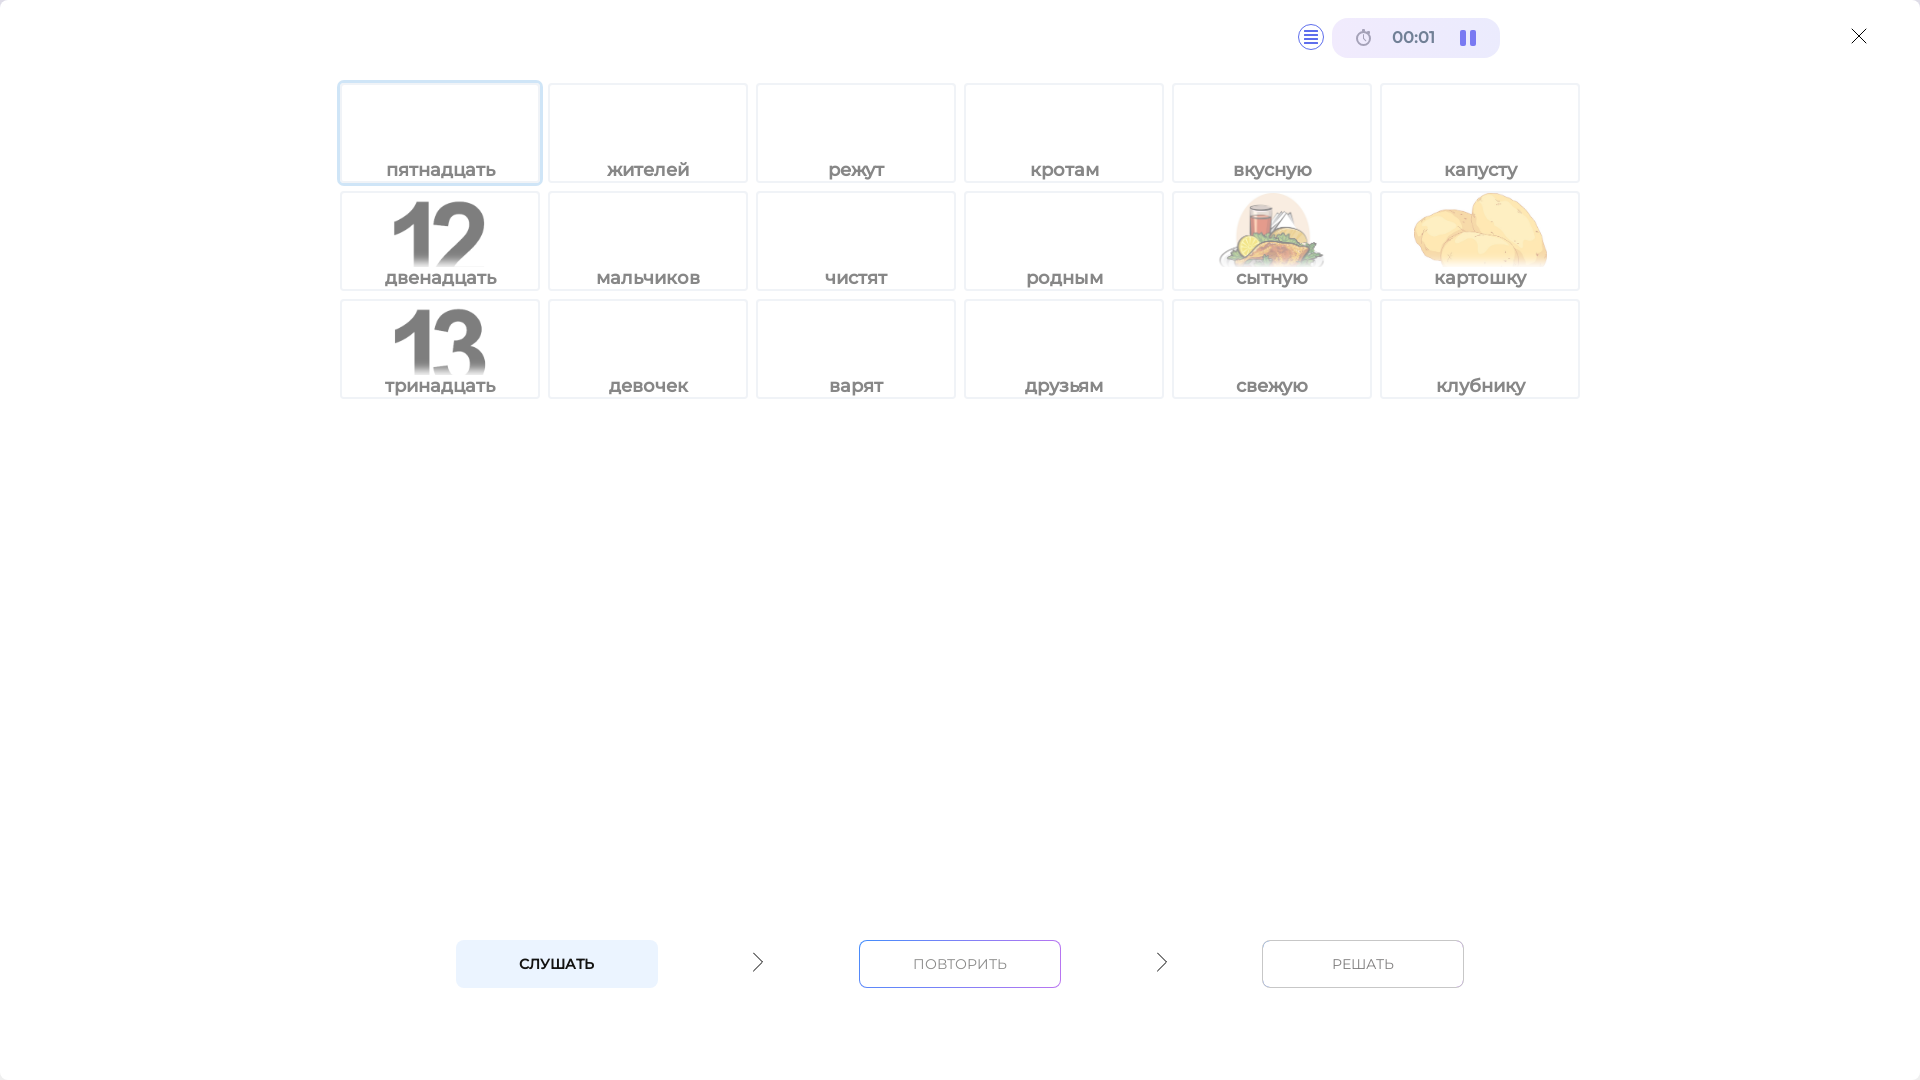 00:01
пятнадцать жителей режут кротам вкусную капусту
12
двенадцать мальчиков чистят родным сытную картошку
13
тринадцать девочек варят друзьям свежую клубнику
СЛУШАТЬ ПОВТОРИТЬ РЕШАТЬ